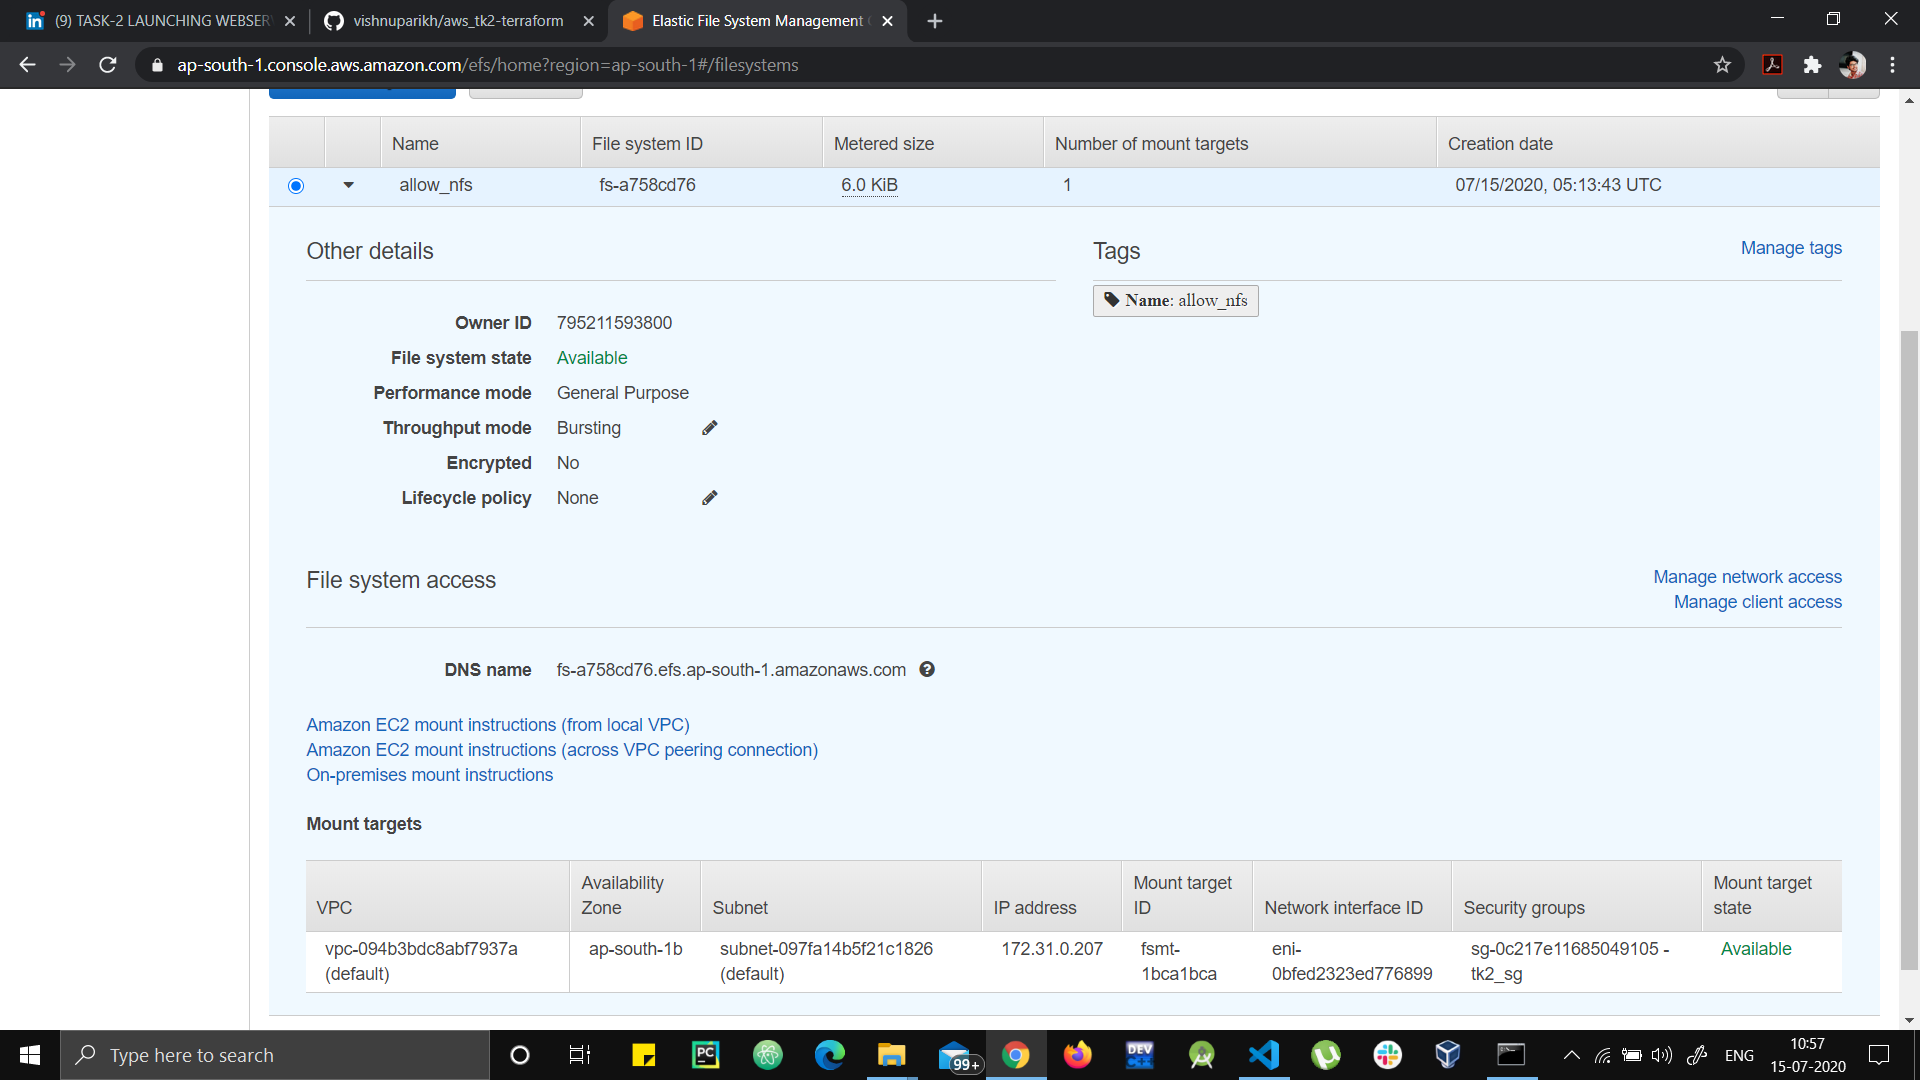 (9) TASK-2 LAUNCHING WEBSER
vishnuparikh/aws_tk2-terraform
Elastic File System Management
ap-south-1.console.aws.amazon.com/efs/home?region=ap-south-1#/filesystems
Name File system ID Metered size Number of mount targets Creation date
allow_nfs fs-a758cd76 6.0 KiB 1 07/15/2020, 05:13:43 UTC
Other details
Tags
Manage tags
Name: allow_nfs
Owner ID 795211593800
File system state Available
Performance mode General Purpose
Throughput mode Bursting
Encrypted No
Lifecycle policy None
File system access
Manage network access
Manage client access
DNS name fs-a758cd76.efs.ap-south-1.amazonaws.com
Amazon EC2 mount instructions (from local VPC)
Amazon EC2 mount instructions (across VPC peering connection)
On-premises mount instructions
Mount targets
VPC Availability Zone Subnet IP address Mount target ID Network interface ID Security groups Mount target state
vpc-094b3bdc8abf7937a ap-south-1b subnet-097fa14b5f21c1826 172.31.0.207 fsmt- eni- sg-0c217e11685049105 - Available
(default) (default) 1bca1bca 0bfed2323ed776899 tk2_sg
Type here to search
PC
99+
DEV
ENG
10:57
15-07-2020